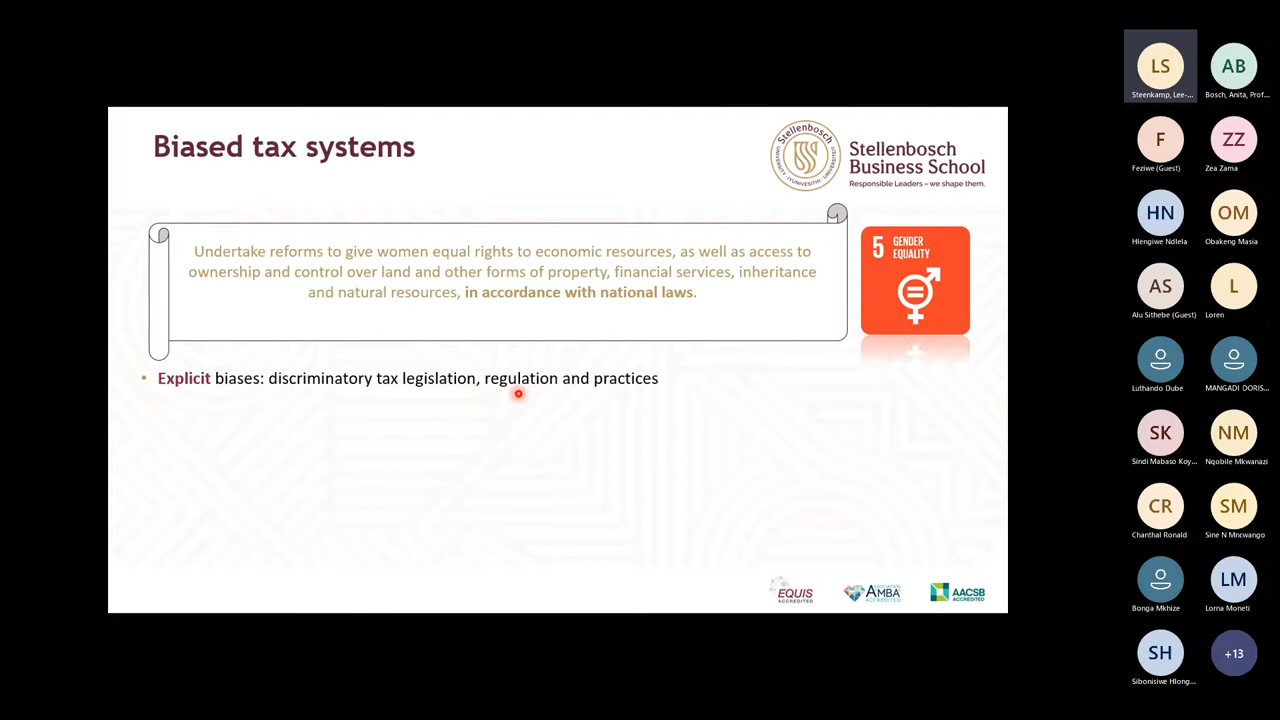 Biased tax systems
Stellenbosch
Business School
Responsible Leaders – we shape them.
Undertake reforms to give women equal rights to economic resources, as well as access to
ownership and control over land and other forms of property, financial services, inheritance
and natural resources, in accordance with national laws.
5 GENDER
EQUALITY
• Explicit biases: discriminatory tax legislation, regulation and practices
EQUIS
ACCREDITED
AMBA
ACCREDITED
AACSB
ACCREDITED
LS
Steenkamp, Lee-...
AB
Bosch, Anita, Prof...
F
Feziwe (Guest)
ZZ
Zea Zama
HN
Hlengiwe Ndlela
OM
Obakeng Masia
AS
Alu Sithebe (Guest)
L
Loren
Luthando Dube
MANGADI DORIS...
SK
Sindi Mabaso Koy...
NM
Nqobile Mkwanazi
CR
Chanthal Ronald
SM
Sine N Mncwango
Bonga Mkhize
LM
Lorna Moneti
SH
Sibonisiwe Hlong...
+13